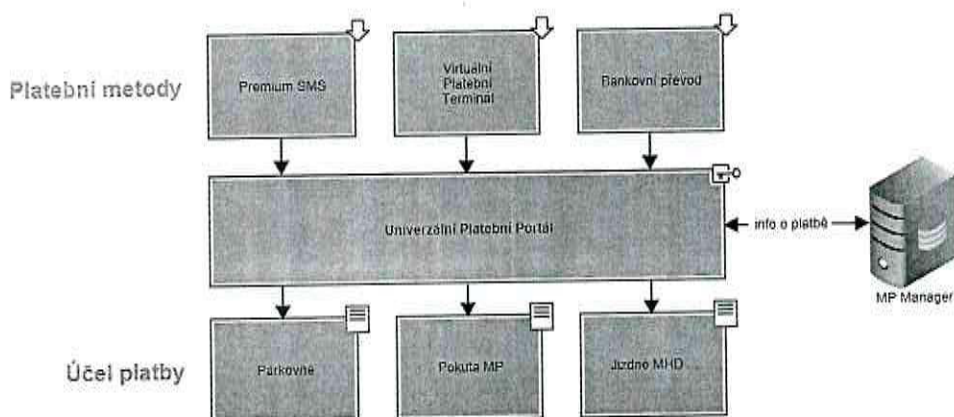 Platební metody
Premium SMS
Virtuální
Platební
Terminál
Bankovní převod
Univerzální Platební Portál
info o platbě
MP Manager
Účel platby
Parkovné
Pokuta MP
Jízdné MHD ...